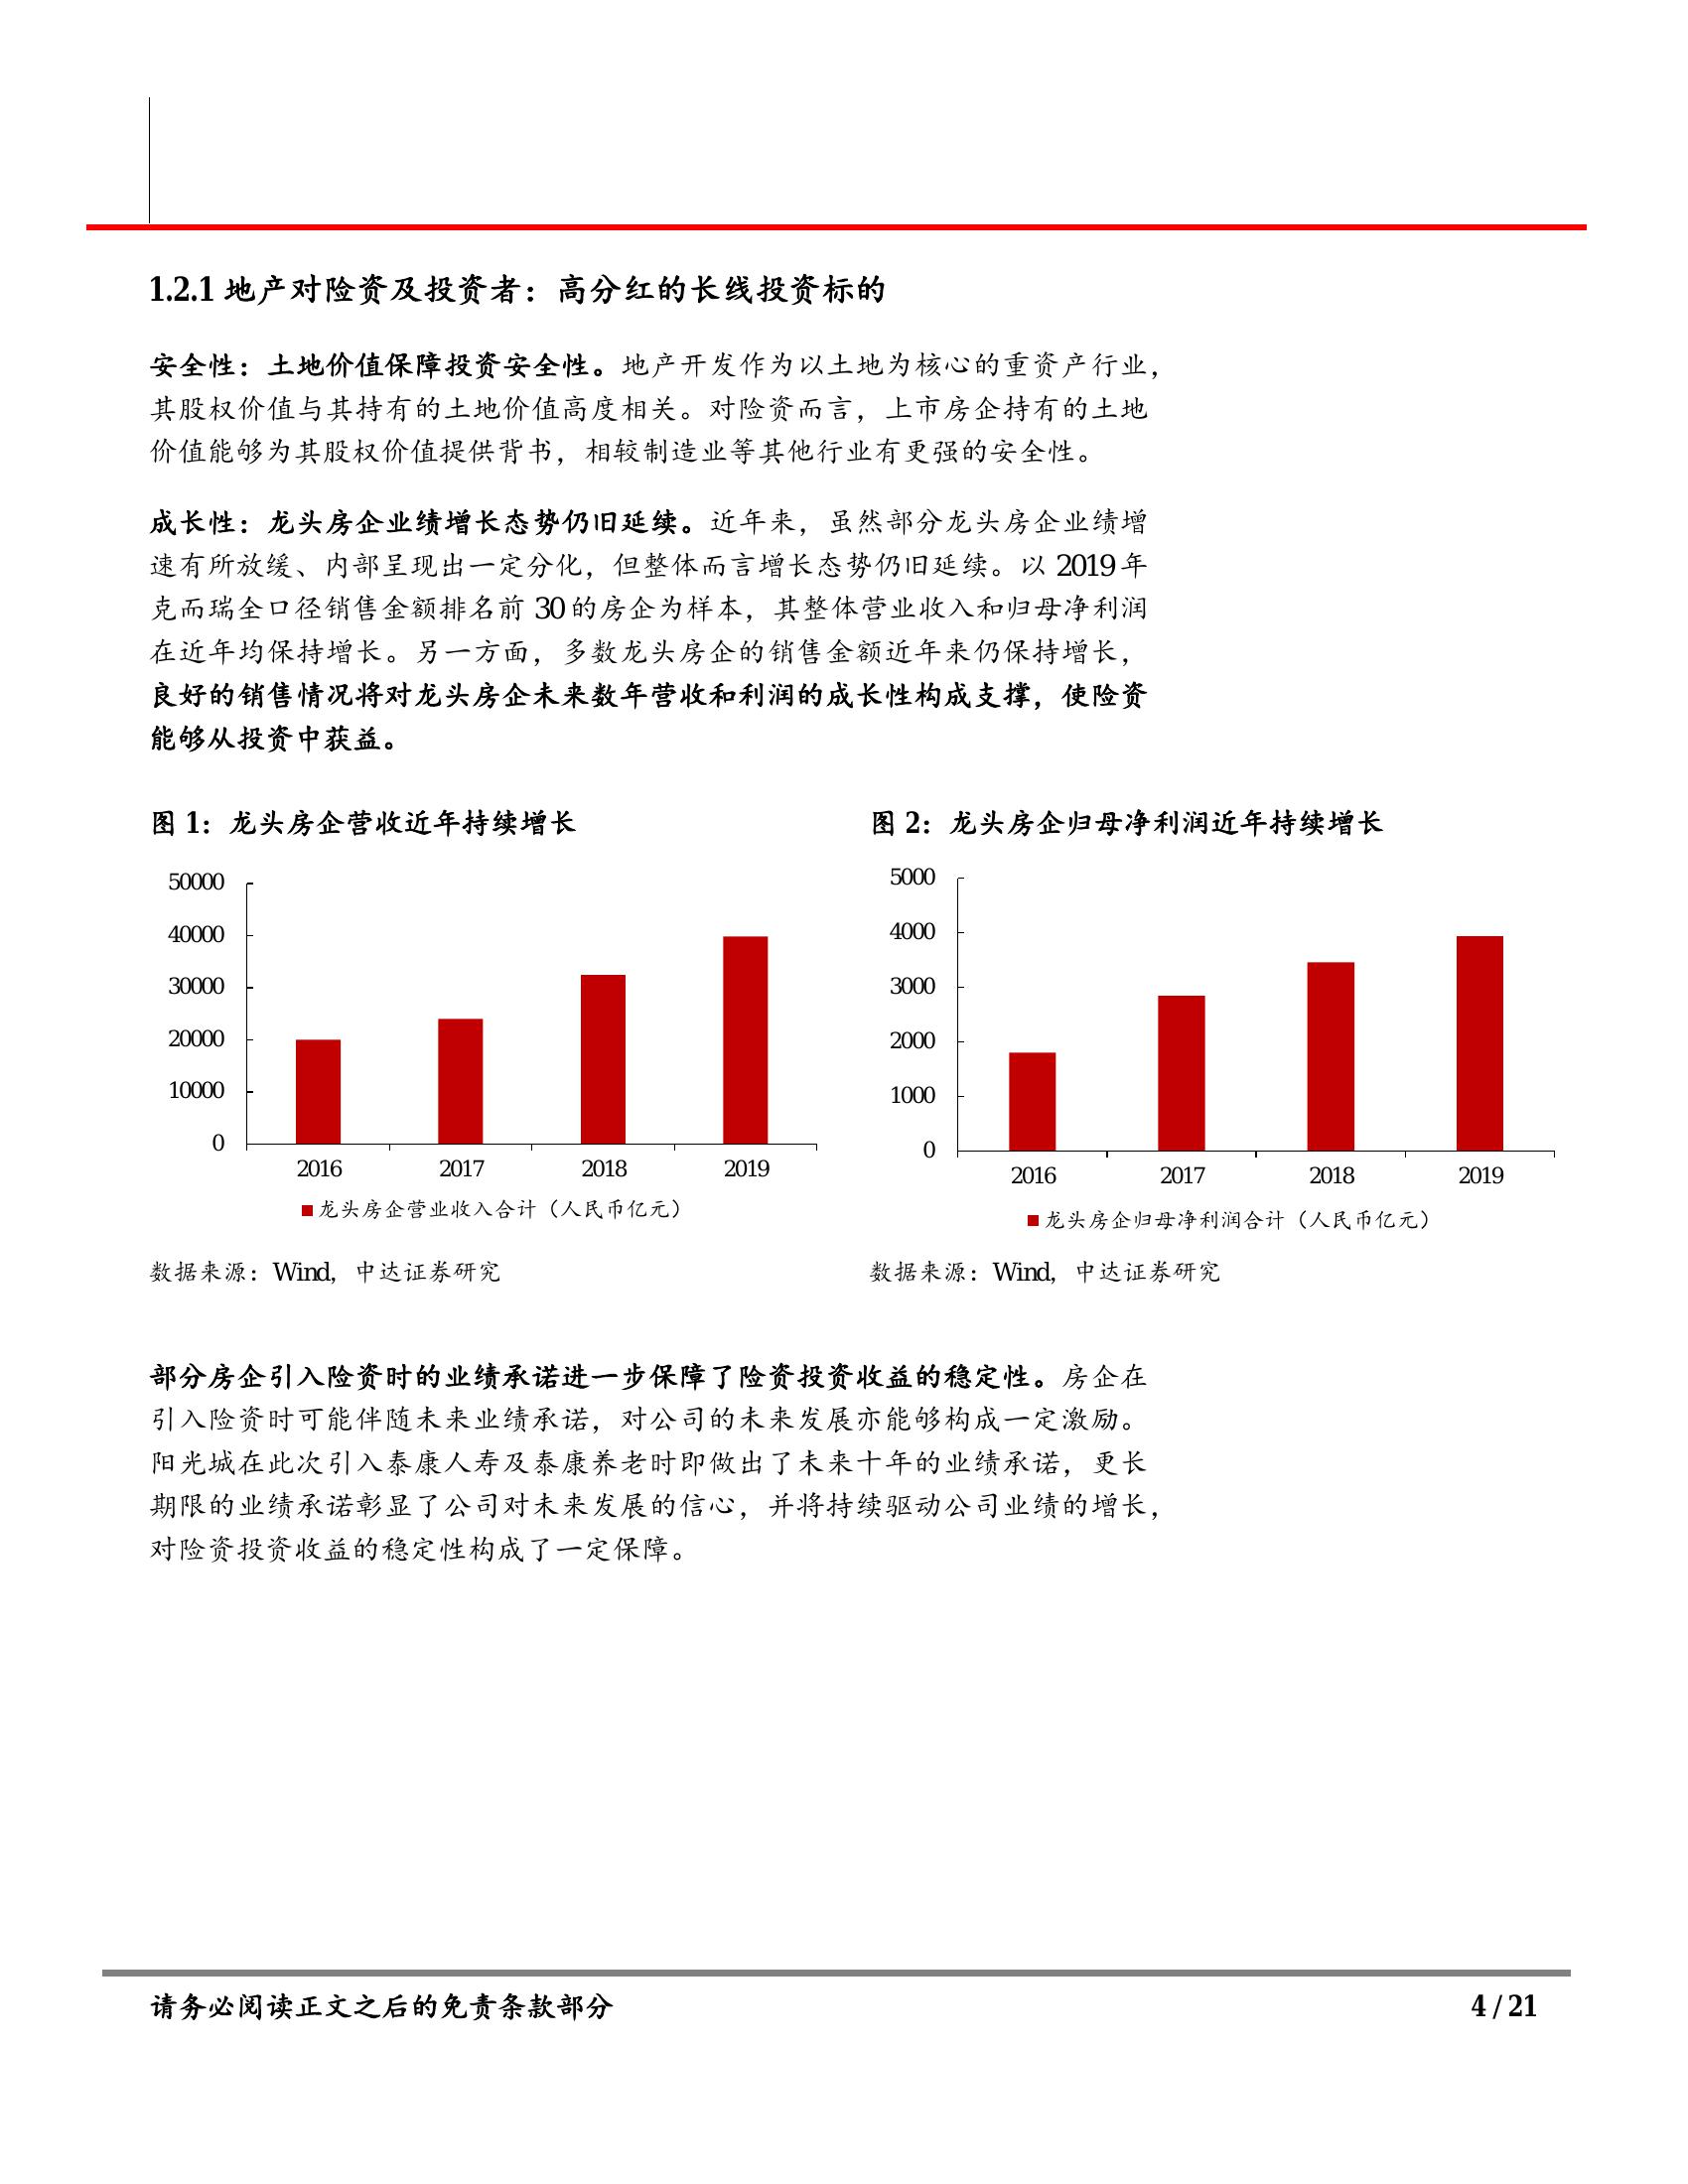 1.2.1 地产对险资及投资者：高分红的长线投资标的
安全性：土地价值保障投资安全性。地产开发作为以土地为核心的重资产行业，
其股权价值与其持有的土地价值高度相关。对险资而言，上市房企持有的土地
价值能够为其股权价值提供背书，相较制造业等其他行业有更强的安全性。
成长性：龙头房企业绩增长态势仍旧延续。近年来，虽然部分龙头房企业绩增
速有所放缓、内部呈现出一定分化，但整体而言增长态势仍旧延续。以 2019 年
克而瑞全口径销售金额排名前 30 的房企为样本，其整体营业收入和归母净利润
在近年均保持增长。另一方面，多数龙头房企的销售金额近年来仍保持增长，
良好的销售情况将对龙头房企未来数年营收和利润的成长性构成支撑，使险资
能够从投资中获益。
图 1：龙头房企营收近年持续增长
50000
40000
30000
20000
10000
0
2016 2017 2018 2019
龙头房企营业收入合计（人民币亿元）
数据来源：Wind，中达证券研究
图 2：龙头房企归母净利润近年持续增长
5000
4000
3000
2000
1000
0
2016 2017 2018 2019
龙头房企归母净利润合计（人民币亿元）
数据来源：Wind，中达证券研究
部分房企引入险资时的业绩承诺进一步保障了险资投资收益的稳定性。房企在
引入险资时可能伴随未来业绩承诺，对公司的未来发展亦能够构成一定激励。
阳光城在此次引入泰康人寿及泰康养老时即做出了未来十年的业绩承诺，更长
期限的业绩承诺彰显了公司对未来发展的信心，并将持续驱动公司业绩的增长，
对险资投资收益的稳定性构成了一定保障。
请务必阅读正文之后的免责条款部分
4 / 21